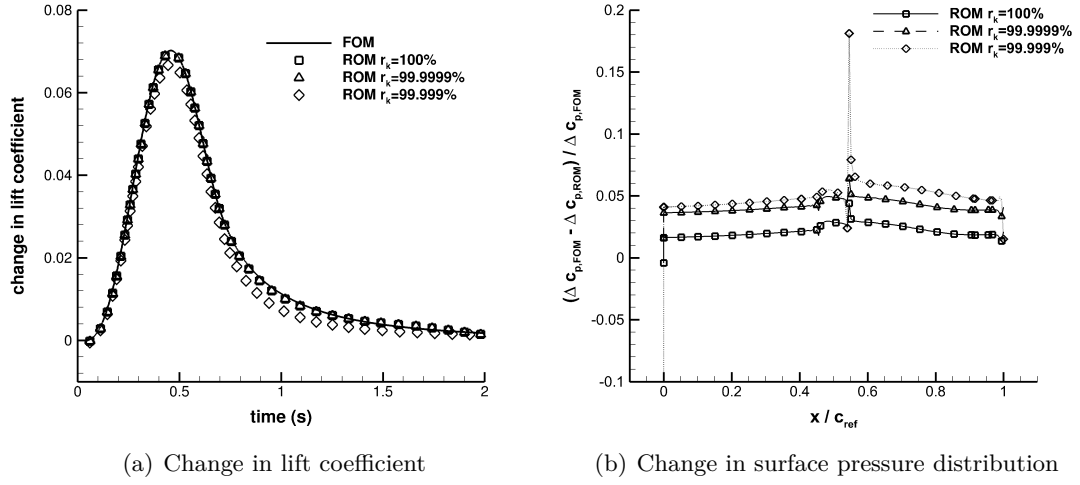 0.08
0.06
0.04
0.02
0
0
0.5
1
1.5
2
change in lift coefficient
time (s)
FOM
ROM r_k=100%
ROM r_k=99.9999%
ROM r_k=99.999%
(a) Change in lift coefficient
0.2
0.15
0.1
0.05
0
-0.05
-0.1
0
0.2
0.4
0.6
0.8
1
(Δ c_p,FOM - Δ c_p,ROM) / Δ c_p,FOM
x / c_ref
ROM r_k=100%
ROM r_k=99.9999%
ROM r_k=99.999%
(b) Change in surface pressure distribution